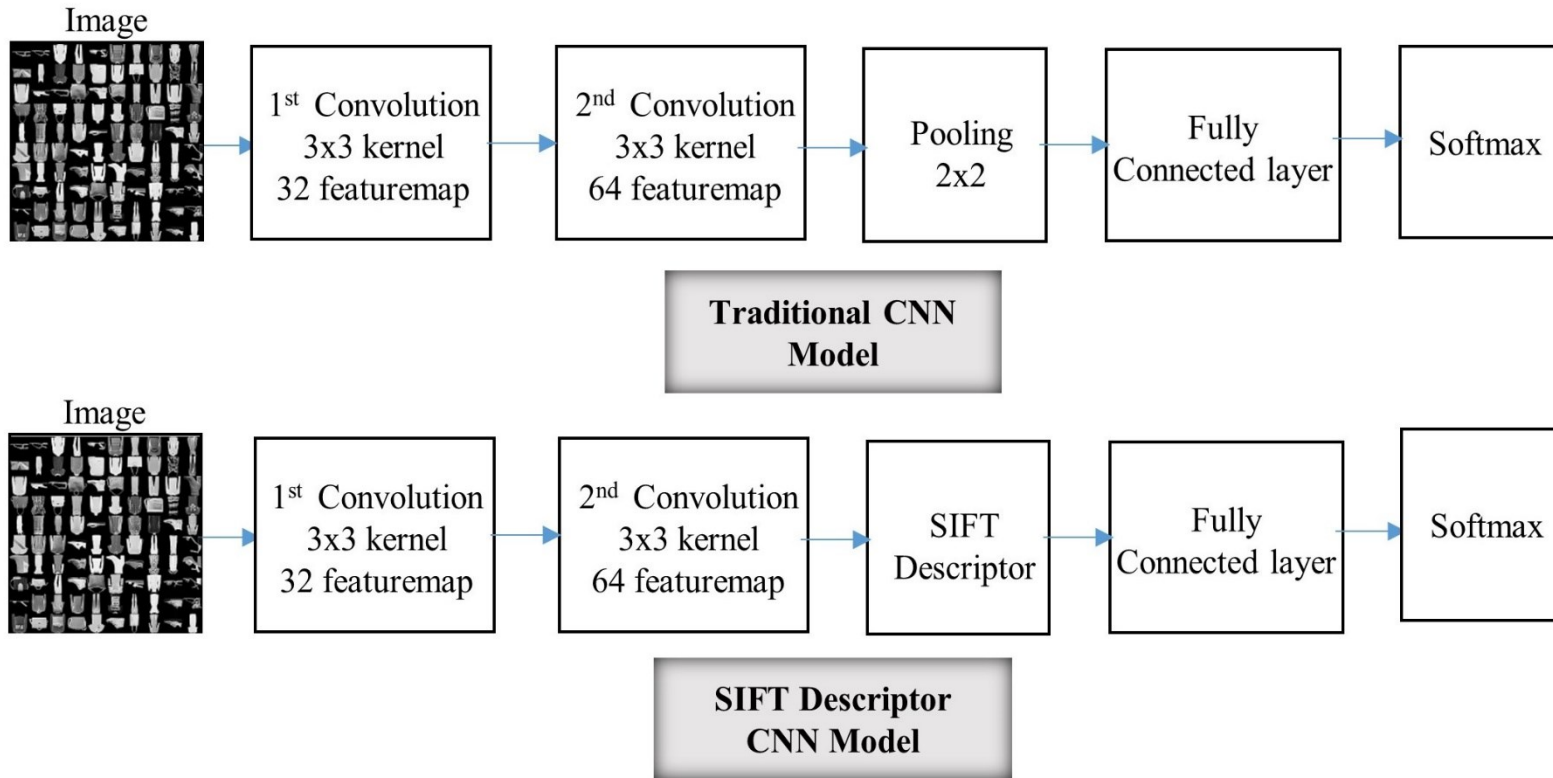 Image
1st Convolution
3x3 kernel
32 featuremap
2nd Convolution
3x3 kernel
64 featuremap
Pooling
2x2
Fully
Connected layer
Softmax
Traditional CNN
Model
Image
1st Convolution
3x3 kernel
32 featuremap
2nd Convolution
3x3 kernel
64 featuremap
SIFT
Descriptor
Fully
Connected layer
Softmax
SIFT Descriptor
CNN Model